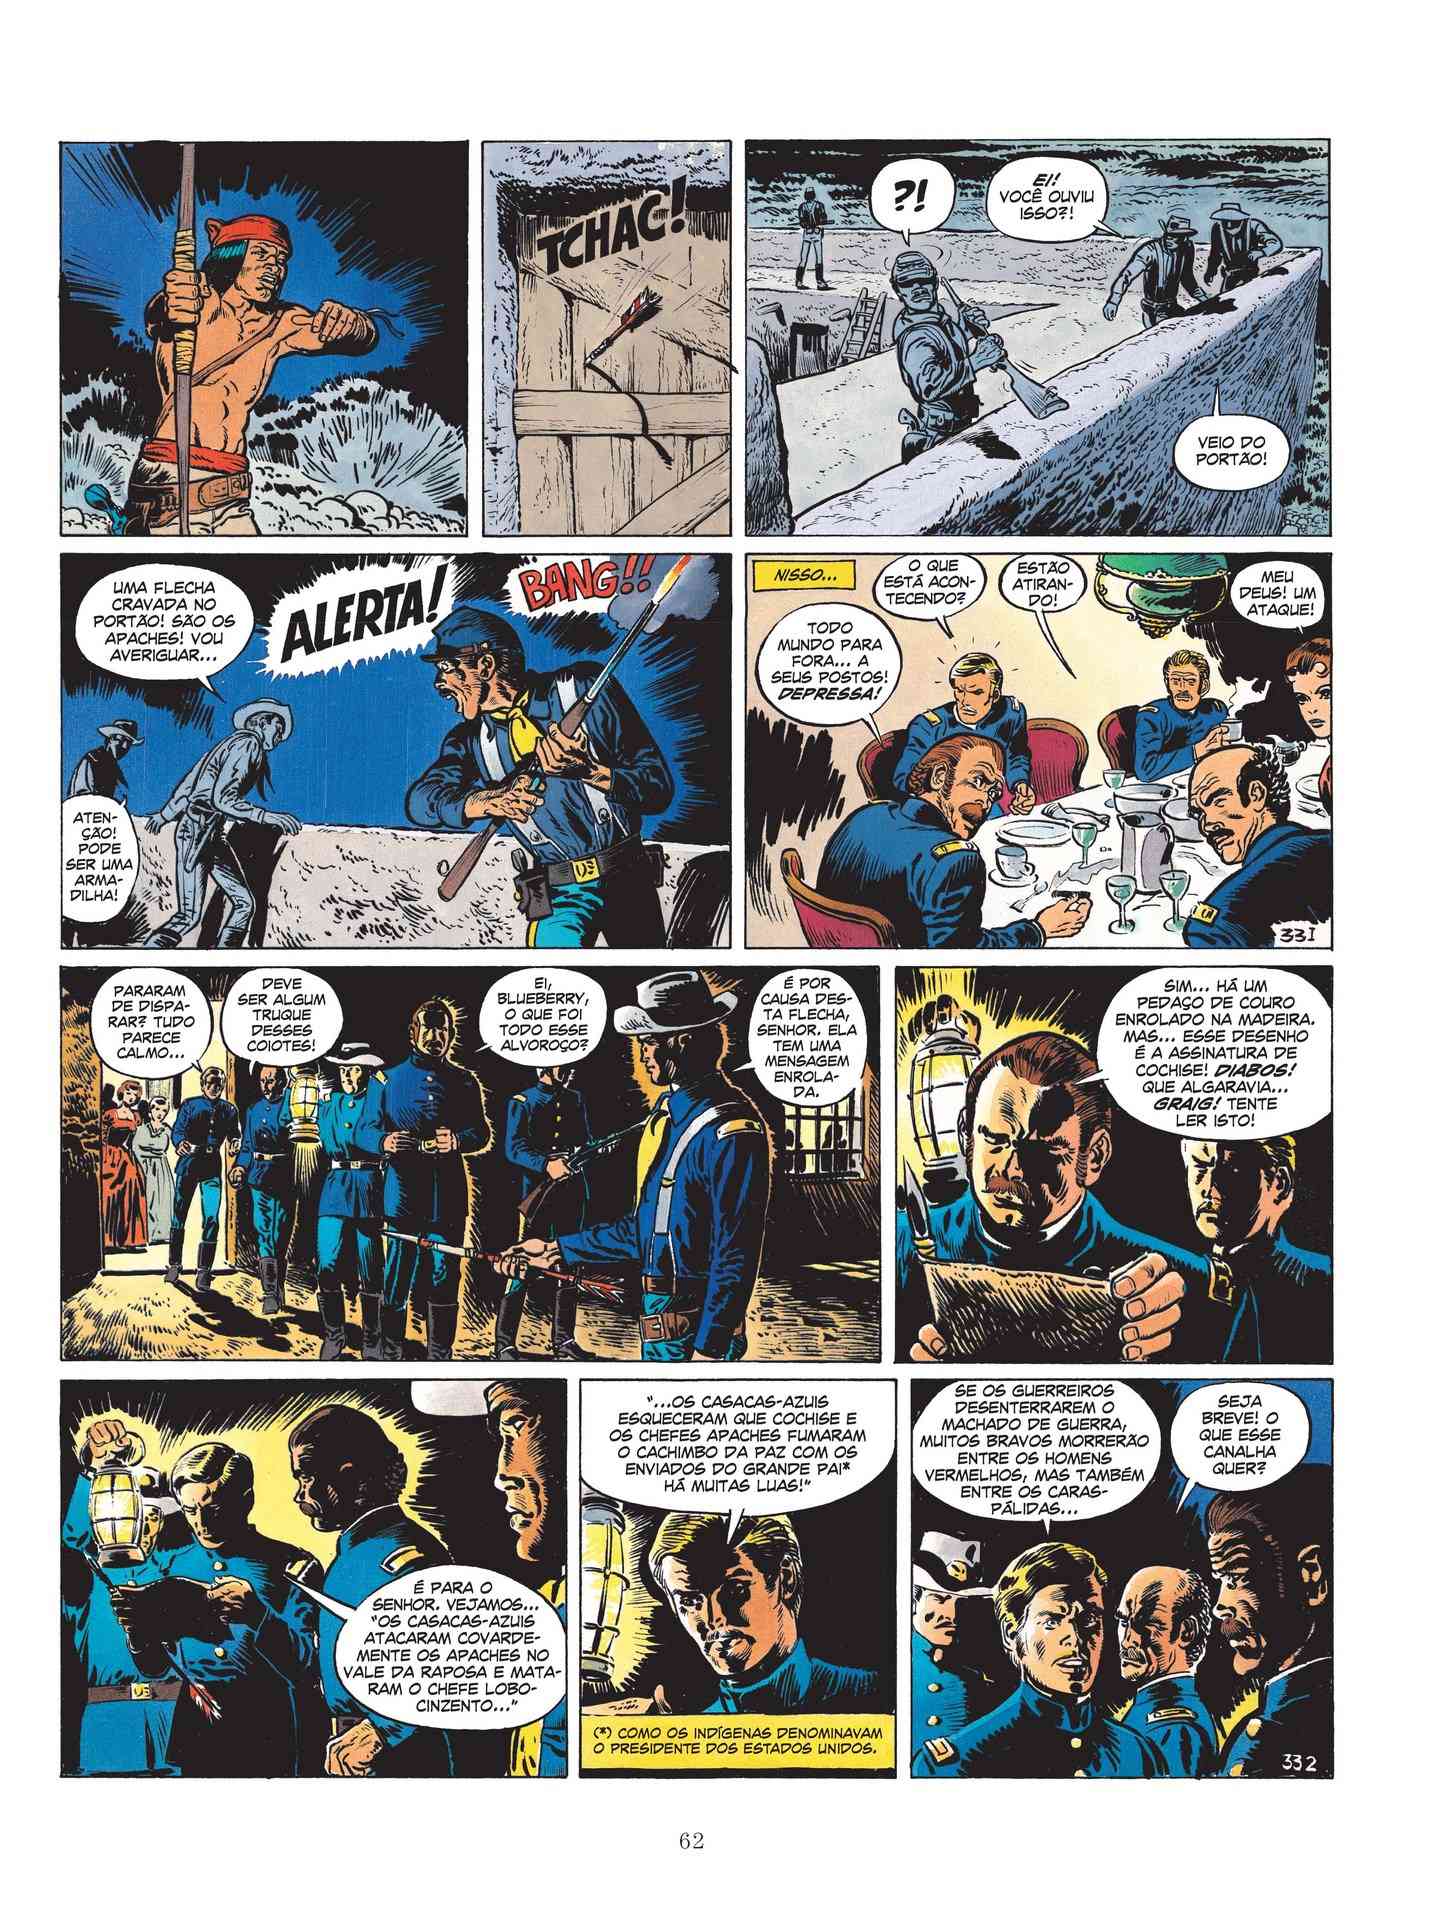 TCHAC!
?!
EI!
VOCÊ OUVIU
ISSO?!
VEIO DO
PORTÃO!
UMA FLECHA
CRAVADA NO
PORTÃO! SÃO OS
APACHES! VOU
AVERIGUAR...
ALERTA!
BANG!!
ATEN-
ÇÃO!
PODE
SER UMA
ARMA-
DILHA!
US
NISSO...
TODO
MUNDO PARA
FORA... A
SEUS POSTOS!
DEPRESSA!
O QUE
ESTÁ ACON-
TECENDO?
ESTÃO
ATIRAN-
DO!
MEU
DEUS! UM
ATAQUE!
33I
PARARAM
DE DISPA-
RAR? TUDO
PARECE
CALMO...
DEVE
SER ALGUM
TRUQUE
DESSES
COIOTES!
EI,
BLUEBERRY,
O QUE FOI
TODO ESSE
ALVOROÇO?
É POR
CAUSA DES-
TA FLECHA,
SENHOR. ELA
TEM UMA
MENSAGEM
ENROLA-
DA.
SIM... HÁ UM
PEDAÇO DE COURO
ENROLADO NA MADEIRA.
MAS... ESSE DESENHO
É A ASSINATURA DE
COCHISE! DIABOS!
QUE ALGARAVIA...
GRAIG! TENTE
LER ISTO!
US
É PARA O
SENHOR. VEJAMOS...
"OS CASACAS-AZUIS
ATACARAM COVARDE-
MENTE OS APACHES NO
VALE DA RAPOSA E MATA-
RAM O CHEFE LOBO-
CINZENTO..."
"...OS CASACAS-AZUIS
ESQUECERAM QUE COCHISE E
OS CHEFES APACHES FUMARAM
O CACHIMBO DA PAZ COM OS
ENVIADOS DO GRANDE PAI*
HÁ MUITAS LUAS!"
(*) COMO OS INDÍGENAS DENOMINAVAM
O PRESIDENTE DOS ESTADOS UNIDOS.
SE OS GUERREIROS
DESENTERRAREM O
MACHADO DE GUERRA,
MUITOS BRAVOS MORRERÃO
ENTRE OS HOMENS
VERMELHOS, MAS TAMBÉM
ENTRE OS CARAS-
PÁLIDAS...
SEJA
BREVE! O
QUE ESSE
CANALHA
QUER?
332
62